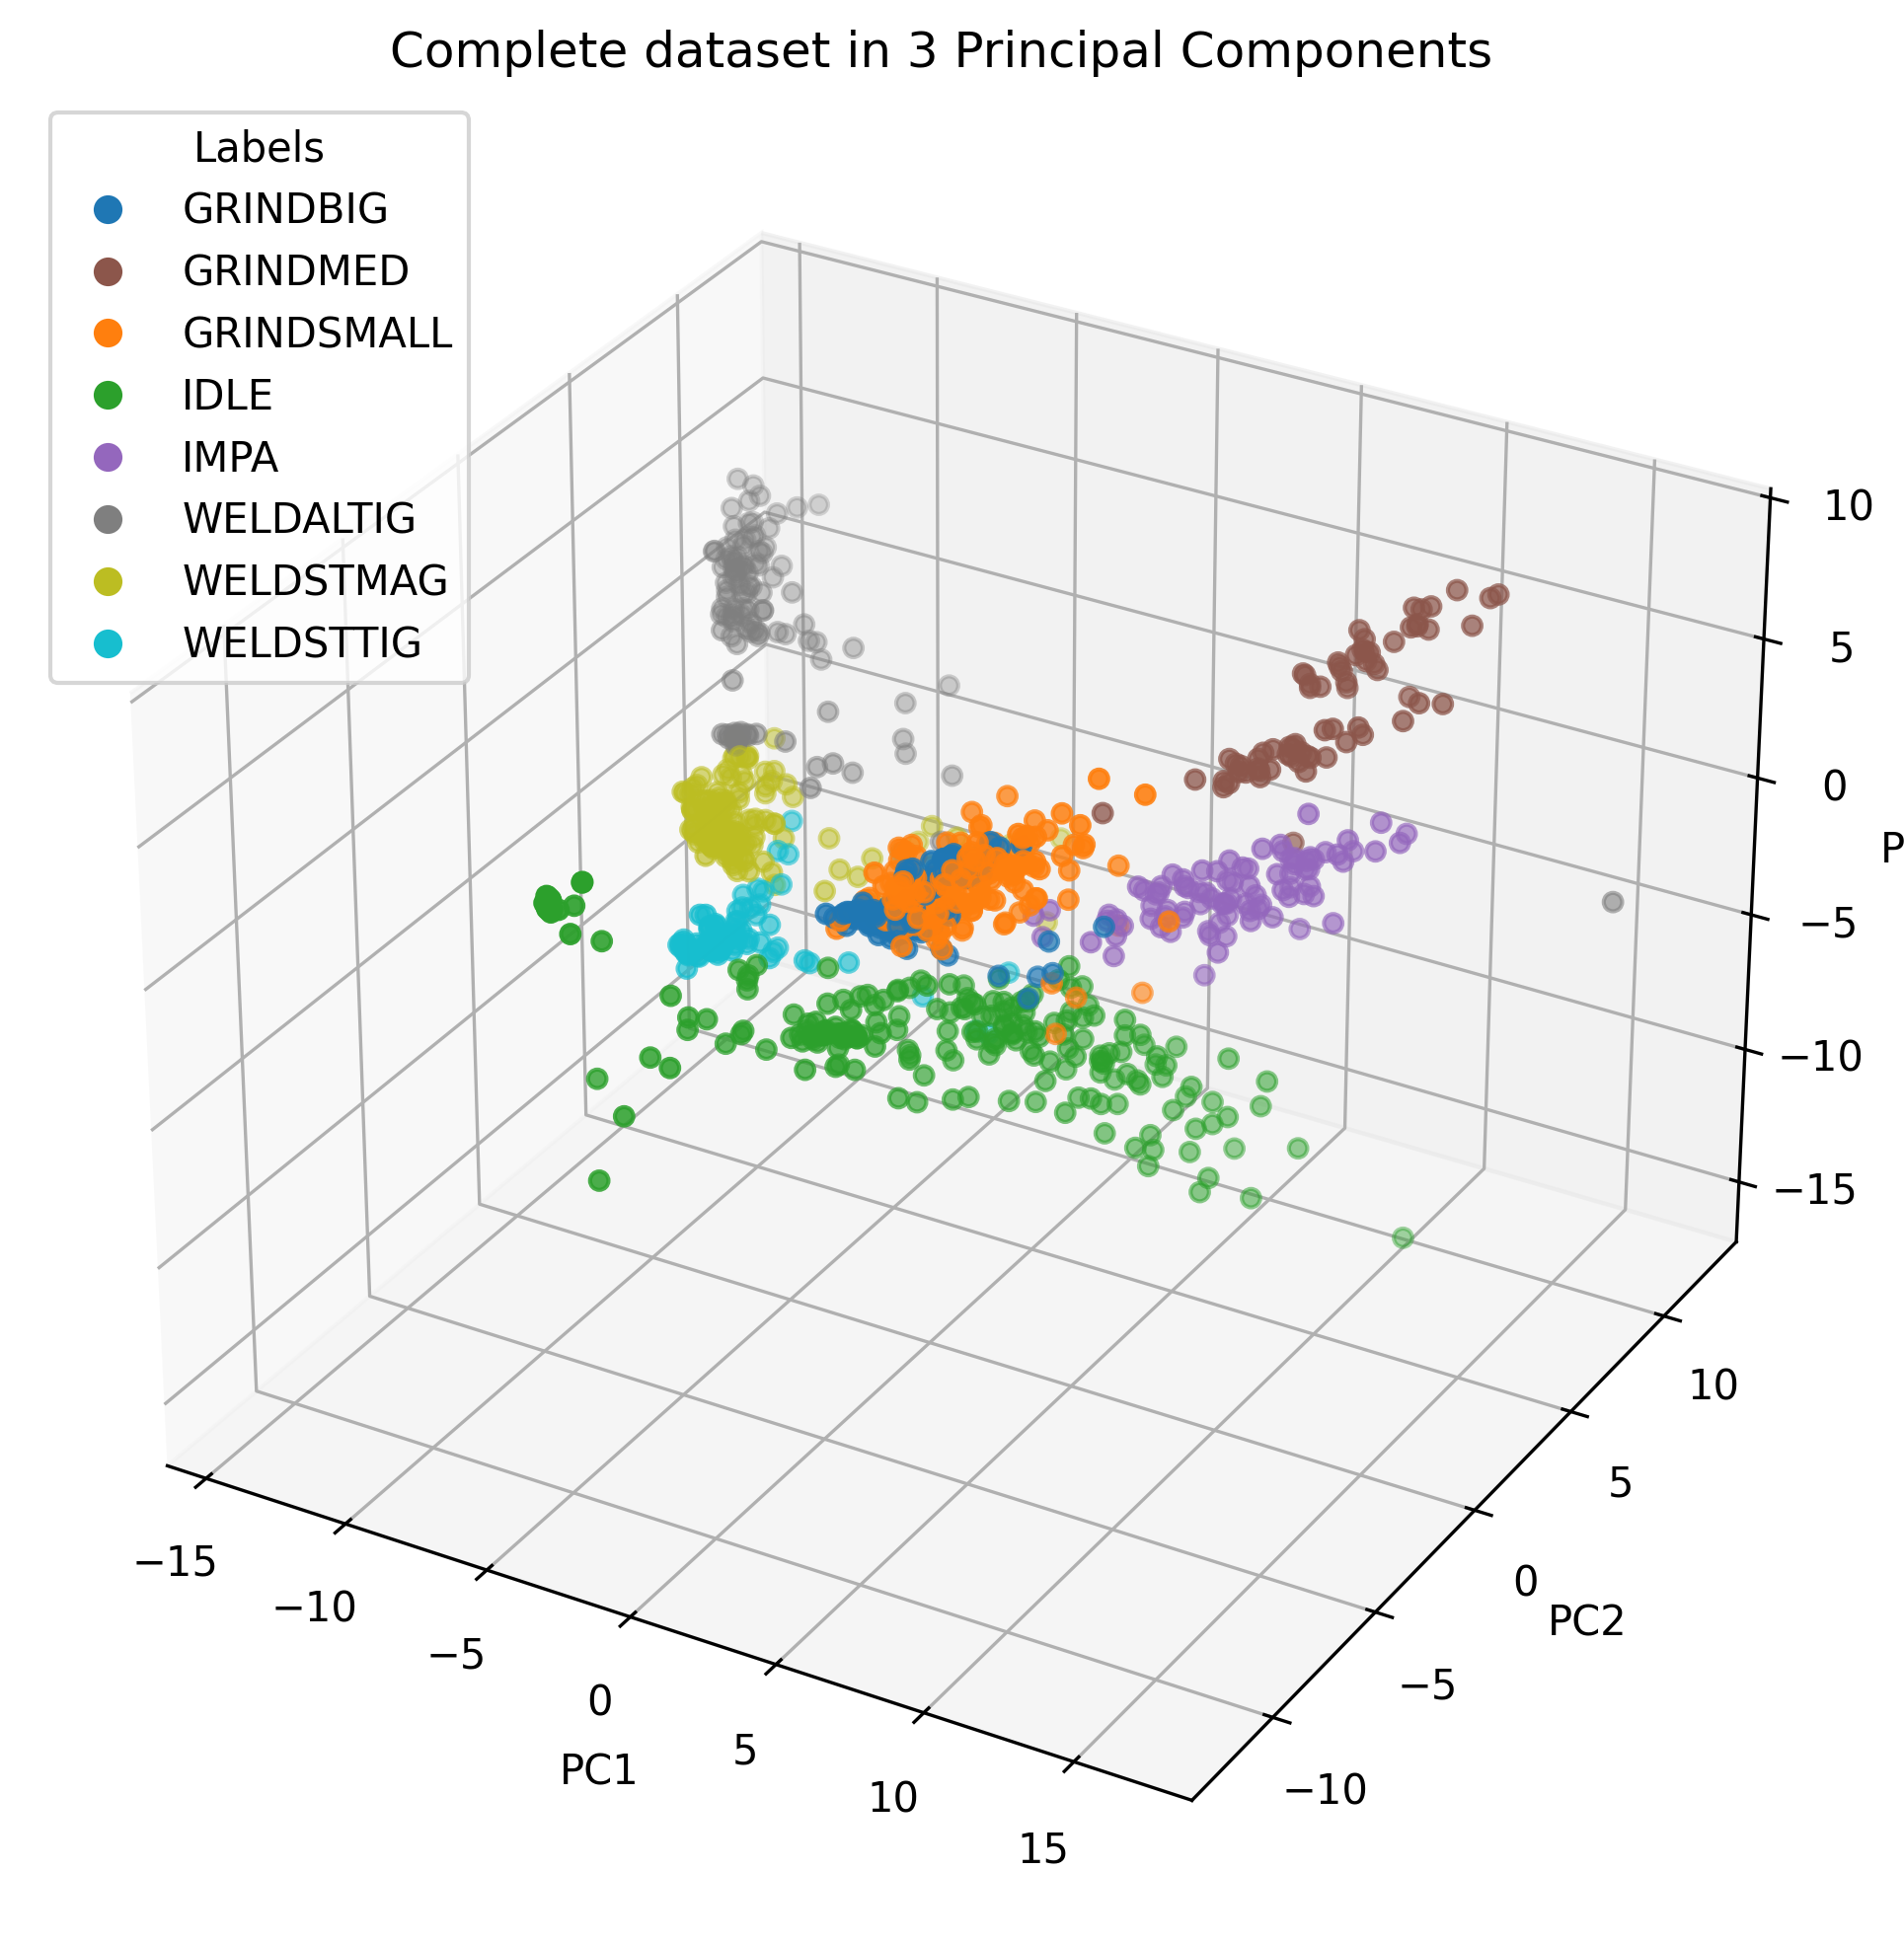 Complete dataset in 3 Principal Components
Labels
GRINDBIG
GRINDMED
GRINDSMALL
IDLE
IMPA
WELDALTIG
WELDSTMAG
WELDSTTIG
10
5
0
P
−5
−10
−15
10
5
0
PC2
−5
−10
−15
−10
−5
0
PC1
5
10
15